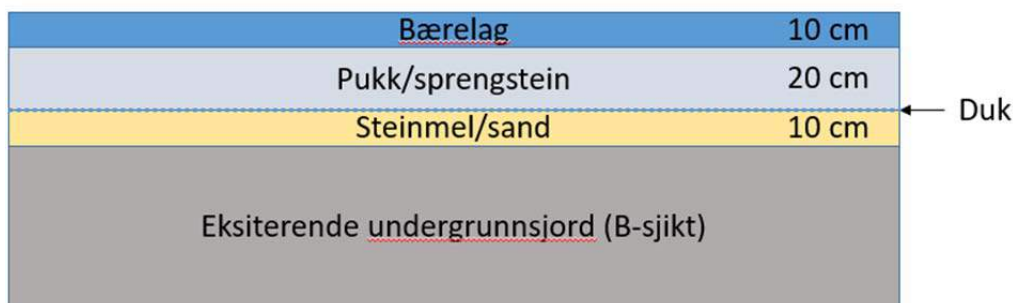 Bærelag 10 cm
Pukk/sprengstein 20 cm
Duk
Steinmel/sand 10 cm
Eksiterende undergrunnsjord (B-sjikt)